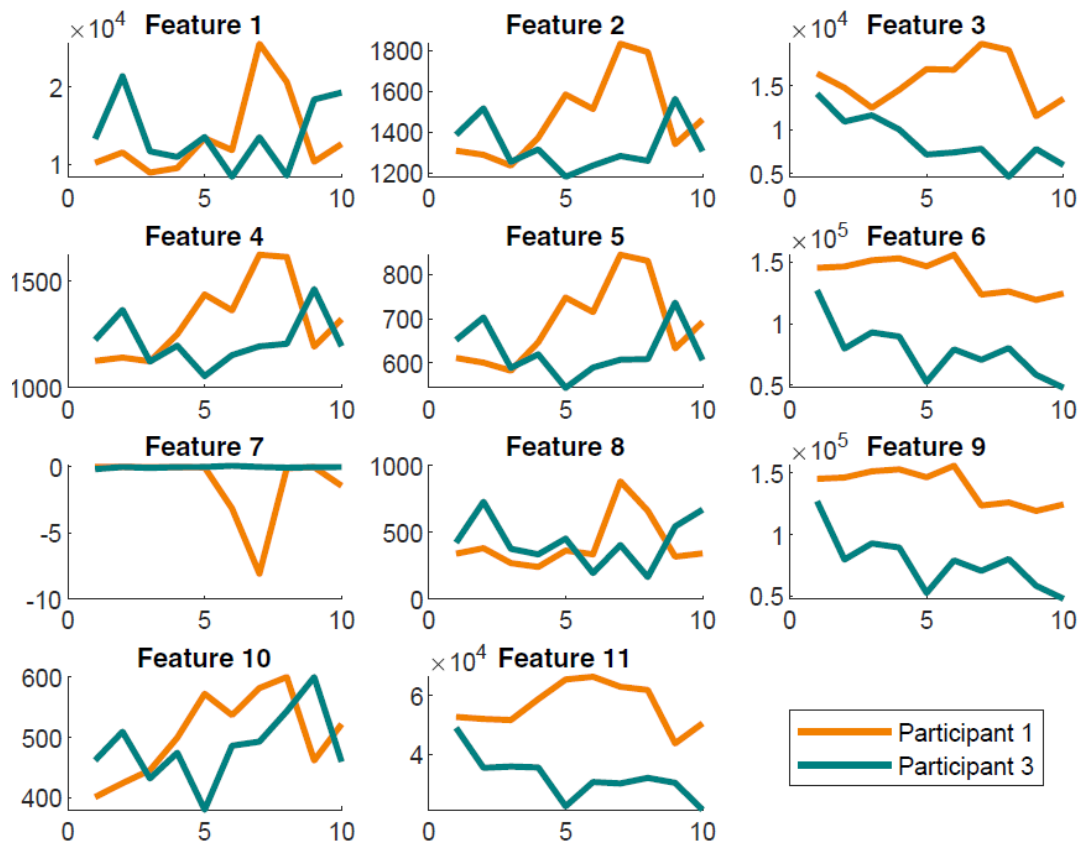 ×10⁴ Feature 1
2
1
0 5 10
Feature 2
1800
1600
1400
1200
0 5 10
×10⁴ Feature 3
1.5
1
0.5
0 5 10
Feature 4
1500
1000
0 5 10
Feature 5
800
700
600
0 5 10
×10⁵ Feature 6
1.5
1
0.5
0 5 10
Feature 7
0
-5
-10
0 5 10
Feature 8
1000
500
0
0 5 10
×10⁵ Feature 9
1.5
1
0.5
0 5 10
Feature 10
600
500
400
0 5 10
×10⁴ Feature 11
6
4
0 5 10
Participant 1
Participant 3